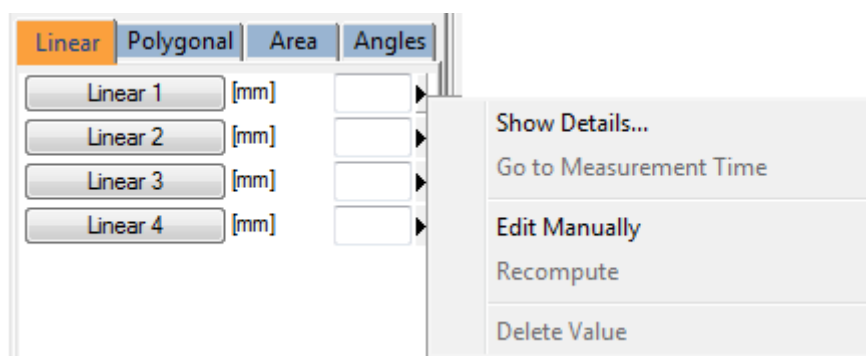 Linear Polygonal Area Angles
Linear 1 [mm]
Linear 2 [mm]
Linear 3 [mm]
Linear 4 [mm]
Show Details...
Go to Measurement Time
Edit Manually
Recompute
Delete Value